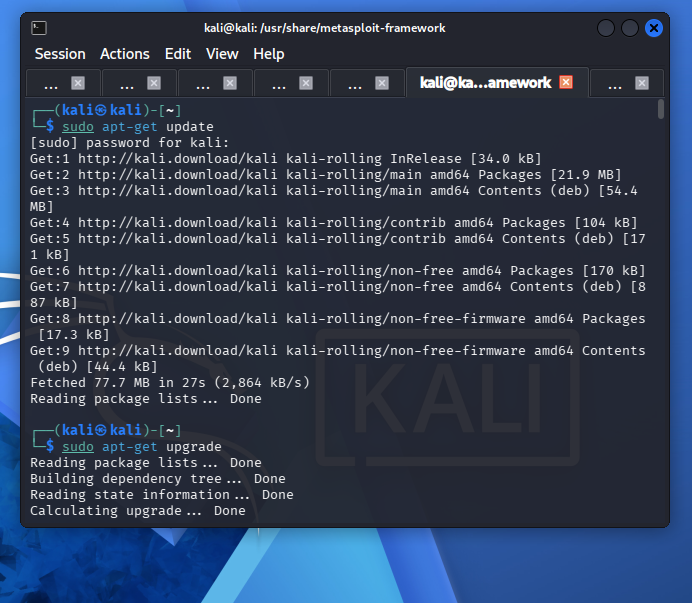 kali@kali: /usr/share/metasploit-framework
Session Actions Edit View Help
... ... ... ... ... kali@ka...amework ...
┌──(kali㉿kali)-[~]
└─$ sudo apt-get update
[sudo] password for kali:
Get:1 http://kali.download/kali kali-rolling InRelease [34.0 kB]
Get:2 http://kali.download/kali kali-rolling/main amd64 Packages [21.9 MB]
Get:3 http://kali.download/kali kali-rolling/main amd64 Contents (deb) [54.4
MB]
Get:4 http://kali.download/kali kali-rolling/contrib amd64 Packages [104 kB]
Get:5 http://kali.download/kali kali-rolling/contrib amd64 Contents (deb) [17
1 kB]
Get:6 http://kali.download/kali kali-rolling/non-free amd64 Packages [170 kB]
Get:7 http://kali.download/kali kali-rolling/non-free amd64 Contents (deb) [8
87 kB]
Get:8 http://kali.download/kali kali-rolling/non-free-firmware amd64 Packages
[17.3 kB]
Get:9 http://kali.download/kali kali-rolling/non-free-firmware amd64 Contents
(deb) [44.4 kB]
Fetched 77.7 MB in 27s (2,864 kB/s)
Reading package lists... Done
KALI
┌──(kali㉿kali)-[~]
└─$ sudo apt-get upgrade
Reading package lists... Done
Building dependency tree... Done
Reading state information... Done
Calculating upgrade... Done